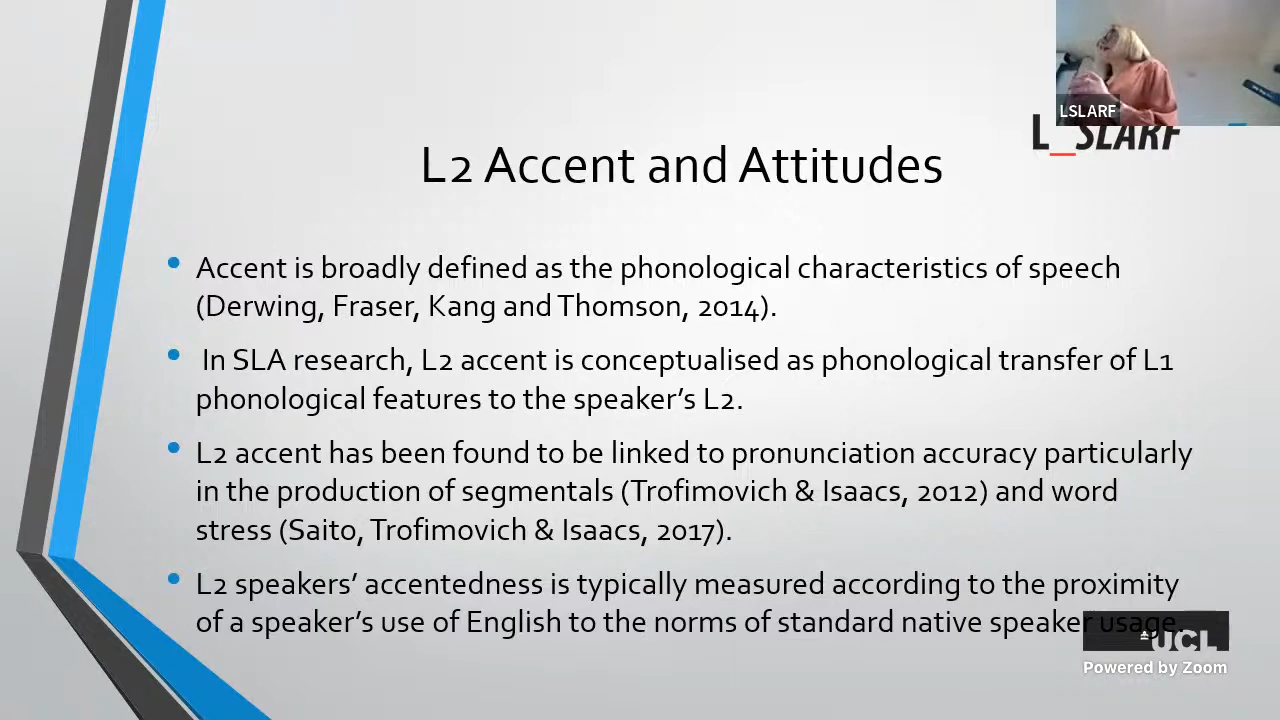 LSLARF
L_SLARF
L2 Accent and Attitudes
• Accent is broadly defined as the phonological characteristics of speech
(Derwing, Fraser, Kang and Thomson, 2014).
• In SLA research, L2 accent is conceptualised as phonological transfer of L1
phonological features to the speaker’s L2.
• L2 accent has been found to be linked to pronunciation accuracy particularly
in the production of segmentals (Trofimovich & Isaacs, 2012) and word
stress (Saito, Trofimovich & Isaacs, 2017).
• L2 speakers’ accentedness is typically measured according to the proximity
of a speaker’s use of English to the norms of standard native speaker usage.
UCL
Powered by Zoom